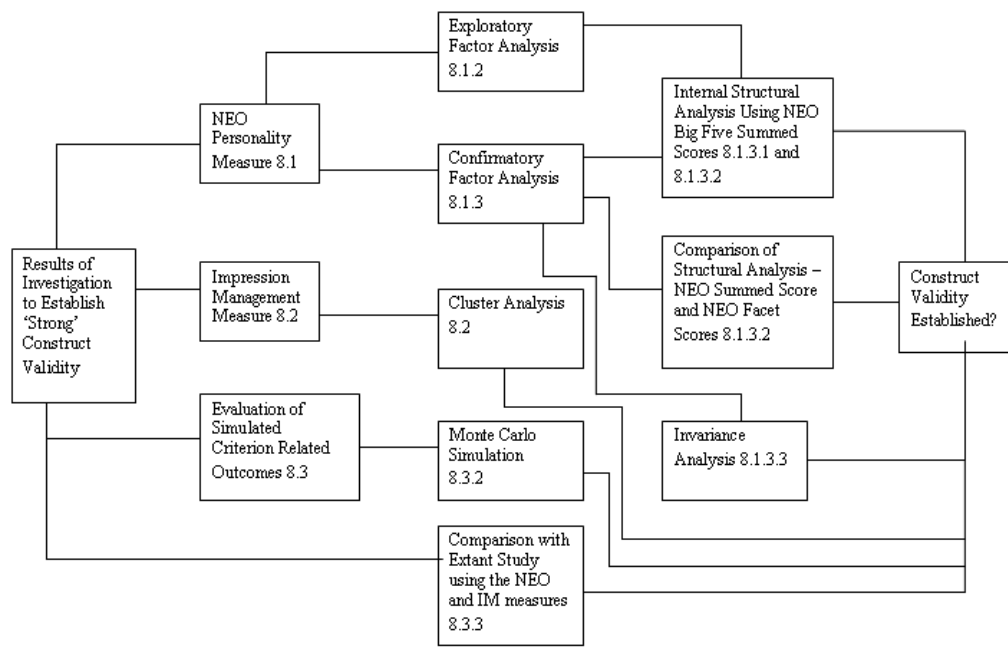 Exploratory
Factor Analysis
8.1.2
NEO
Personality
Measure 8.1
Internal Structural
Analysis Using NEO
Big Five Summed
Scores 8.1.3.1 and
8.1.3.2
Confirmatory
Factor Analysis
8.1.3
Results of
Investigation
to Establish
‘Strong’
Construct
Validity
Impression
Management
Measure 8.2
Cluster Analysis
8.2
Comparison of
Structural Analysis –
NEO Summed Score
and NEO Facet
Scores 8.1.3.2
Construct
Validity
Established?
Evaluation of
Simulated
Criterion Related
Outcomes 8.3
Monte Carlo
Simulation
8.3.2
Invariance
Analysis 8.1.3.3
Comparison with
Extant Study
using the NEO
and IM measures
8.3.3